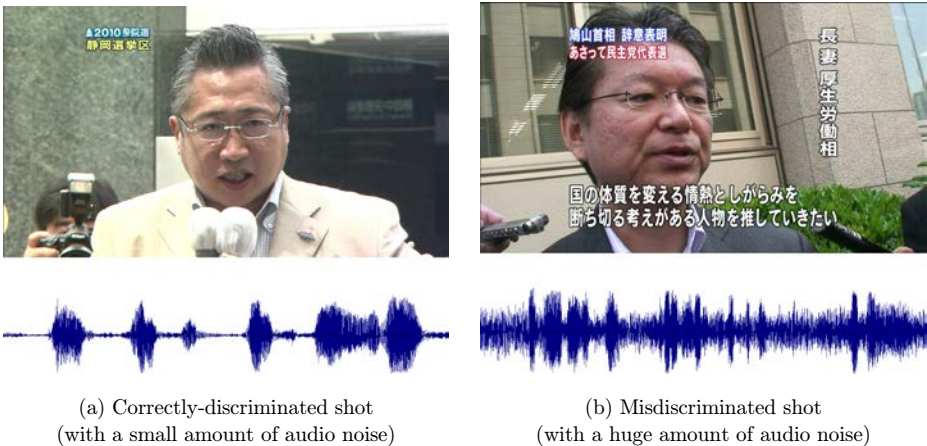 ▲2010参院選
静岡選挙区
鳩山首相 辞意表明
あさって民主党代表選
長妻 厚生労働相
国の体質を変える情熱としがらみを
断ち切る考えがある人物を推していきたい
(a) Correctly-discriminated shot
(with a small amount of audio noise)
(b) Misdiscriminated shot
(with a huge amount of audio noise)